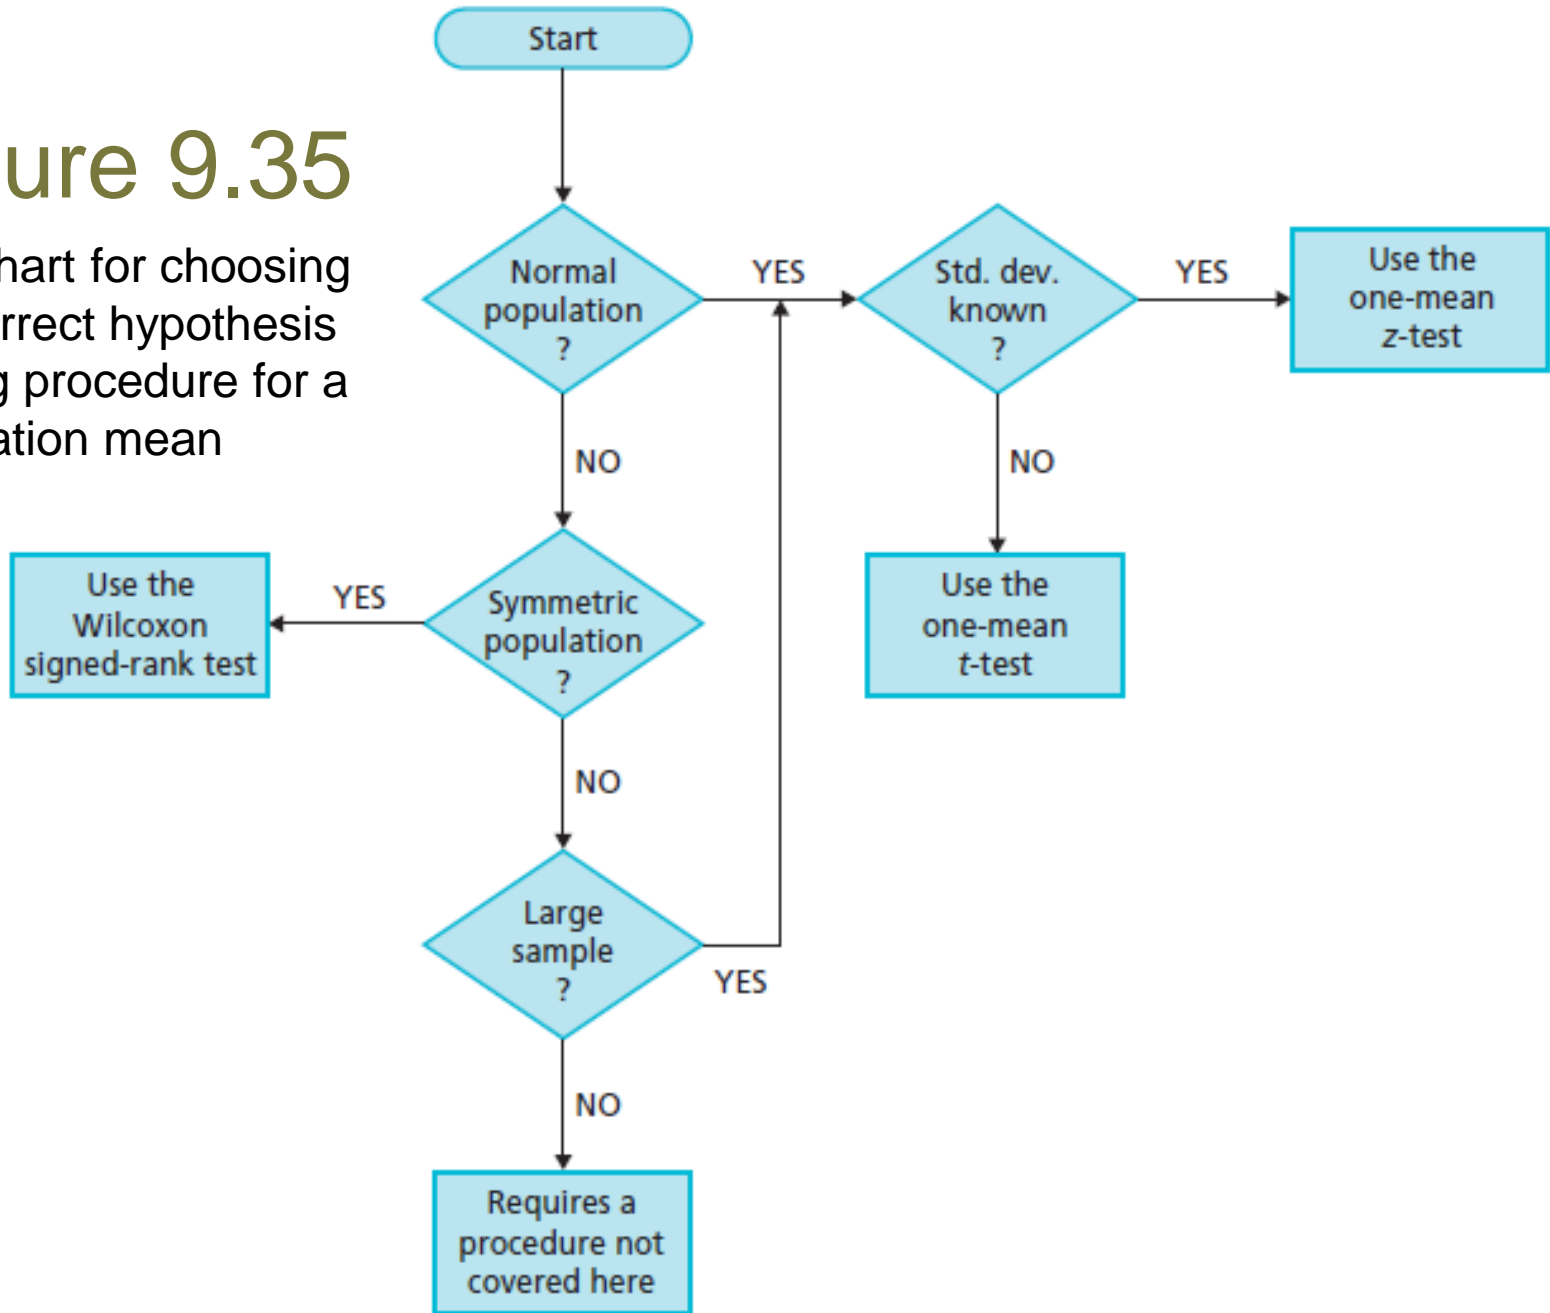 Start
ure 9.35
hart for choosing
rrect hypothesis
g procedure for a
ation mean
Normal
population
?
YES
Std. dev.
known
?
YES
Use the
one-mean
z-test
NO
NO
Use the
Wilcoxon
signed-rank test
YES
Symmetric
population
?
Use the
one-mean
t-test
NO
Large
sample
?
YES
NO
Requires a
procedure not
covered here